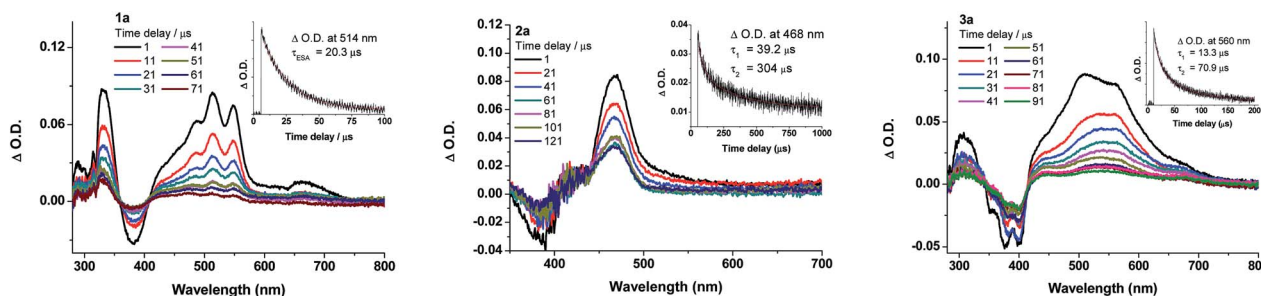 1a
Time delay / µs
1 41
11 51
21 61
31 71
Δ O.D. at 514 nm
τESA = 20.3 µs
Δ O.D.
0 25 50 75 100
Time delay / µs
0.12
0.08
0.04
0.00
Δ O.D.
300 400 500 600 700 800
Wavelength (nm)
2a
Time delay / µs
1
21
41
61
81
101
121
Δ O.D. at 468 nm
τ1 = 39.2 µs
τ2 = 304 µs
0.04
0.03
0.02
0.01
Δ O.D.
0 250 500 750 1000
Time delay (µs)
0.12
0.10
0.08
0.06
0.04
0.02
0.00
-0.02
-0.04
Δ O.D.
400 500 600 700
Wavelength (nm)
3a
Time delay / µs
1 51
11 61
21 71
31 81
41 91
Δ O.D at 560 nm
τ1 = 13.3 µs
τ2 = 70.9 µs
Δ O.D.
0 50 100 150 200
Time delay (µs)
0.10
0.05
0.00
-0.05
Δ O.D.
300 400 500 600 700 800
Wavelength (nm)